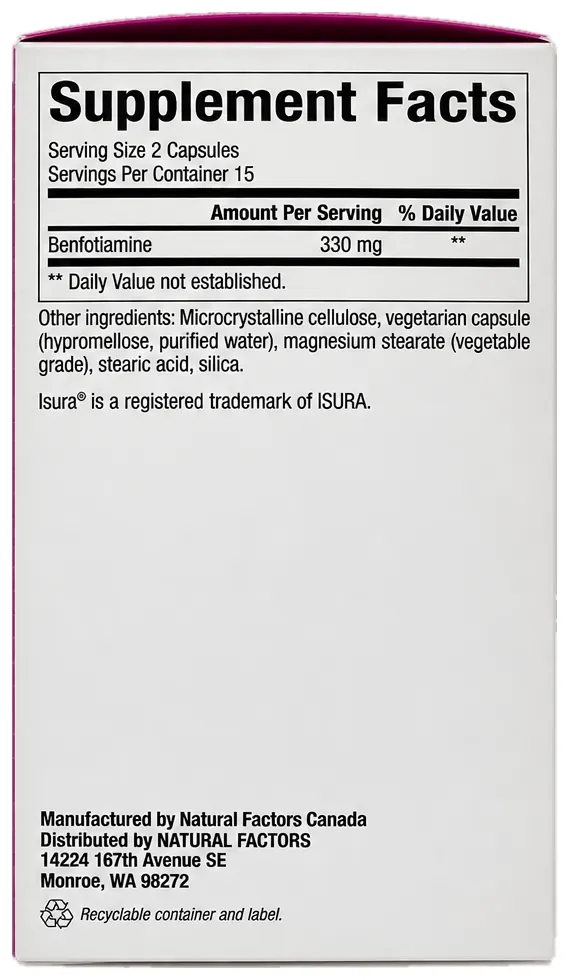 Supplement Facts
Serving Size 2 Capsules
Servings Per Container 15
Amount Per Serving % Daily Value
Benfotiamine 330 mg **
** Daily Value not established.
Other ingredients: Microcrystalline cellulose, vegetarian capsule
(hypromellose, purified water), magnesium stearate (vegetable
grade), stearic acid, silica.
Isura® is a registered trademark of ISURA.
Manufactured by Natural Factors Canada
Distributed by NATURAL FACTORS
14224 167th Avenue SE
Monroe, WA 98272
Recyclable container and label.